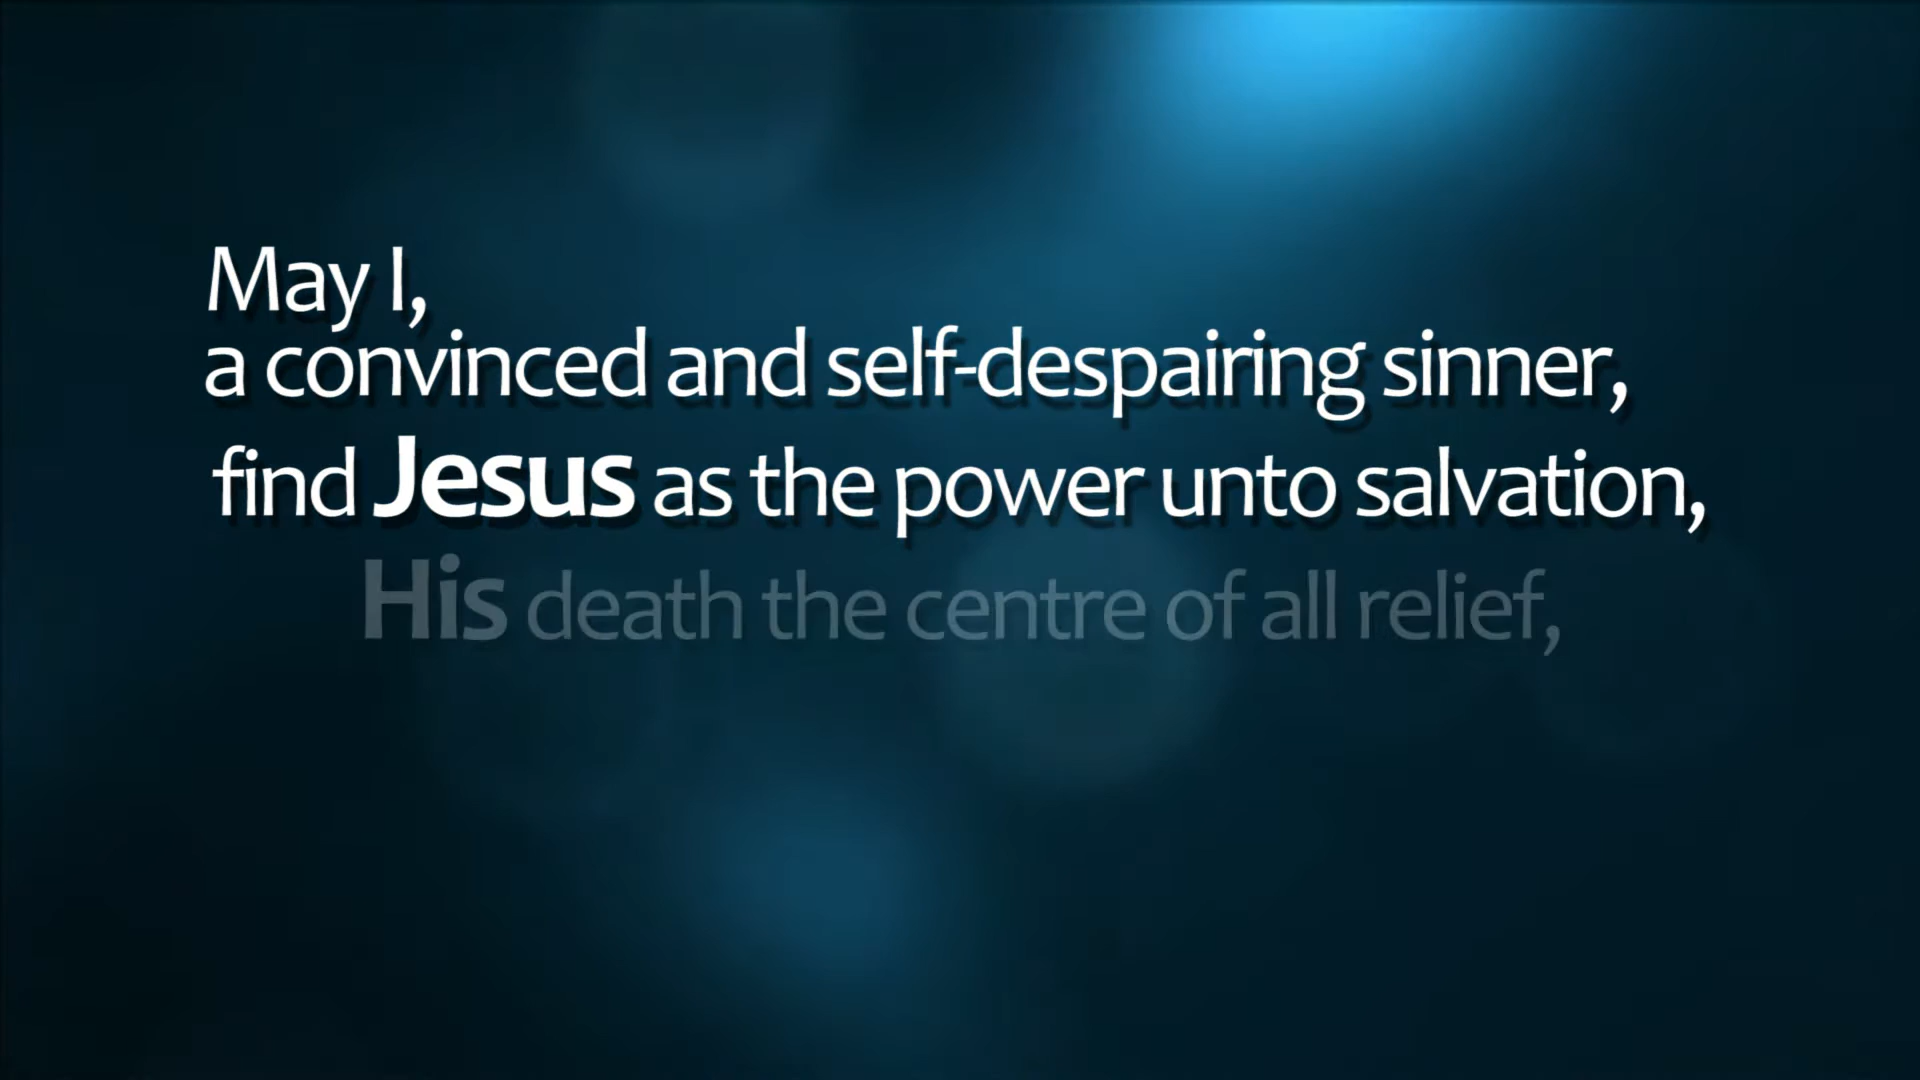 May I,
a convinced and self-despairing sinner,
find Jesus as the power unto salvation,
His death the centre of all relief,